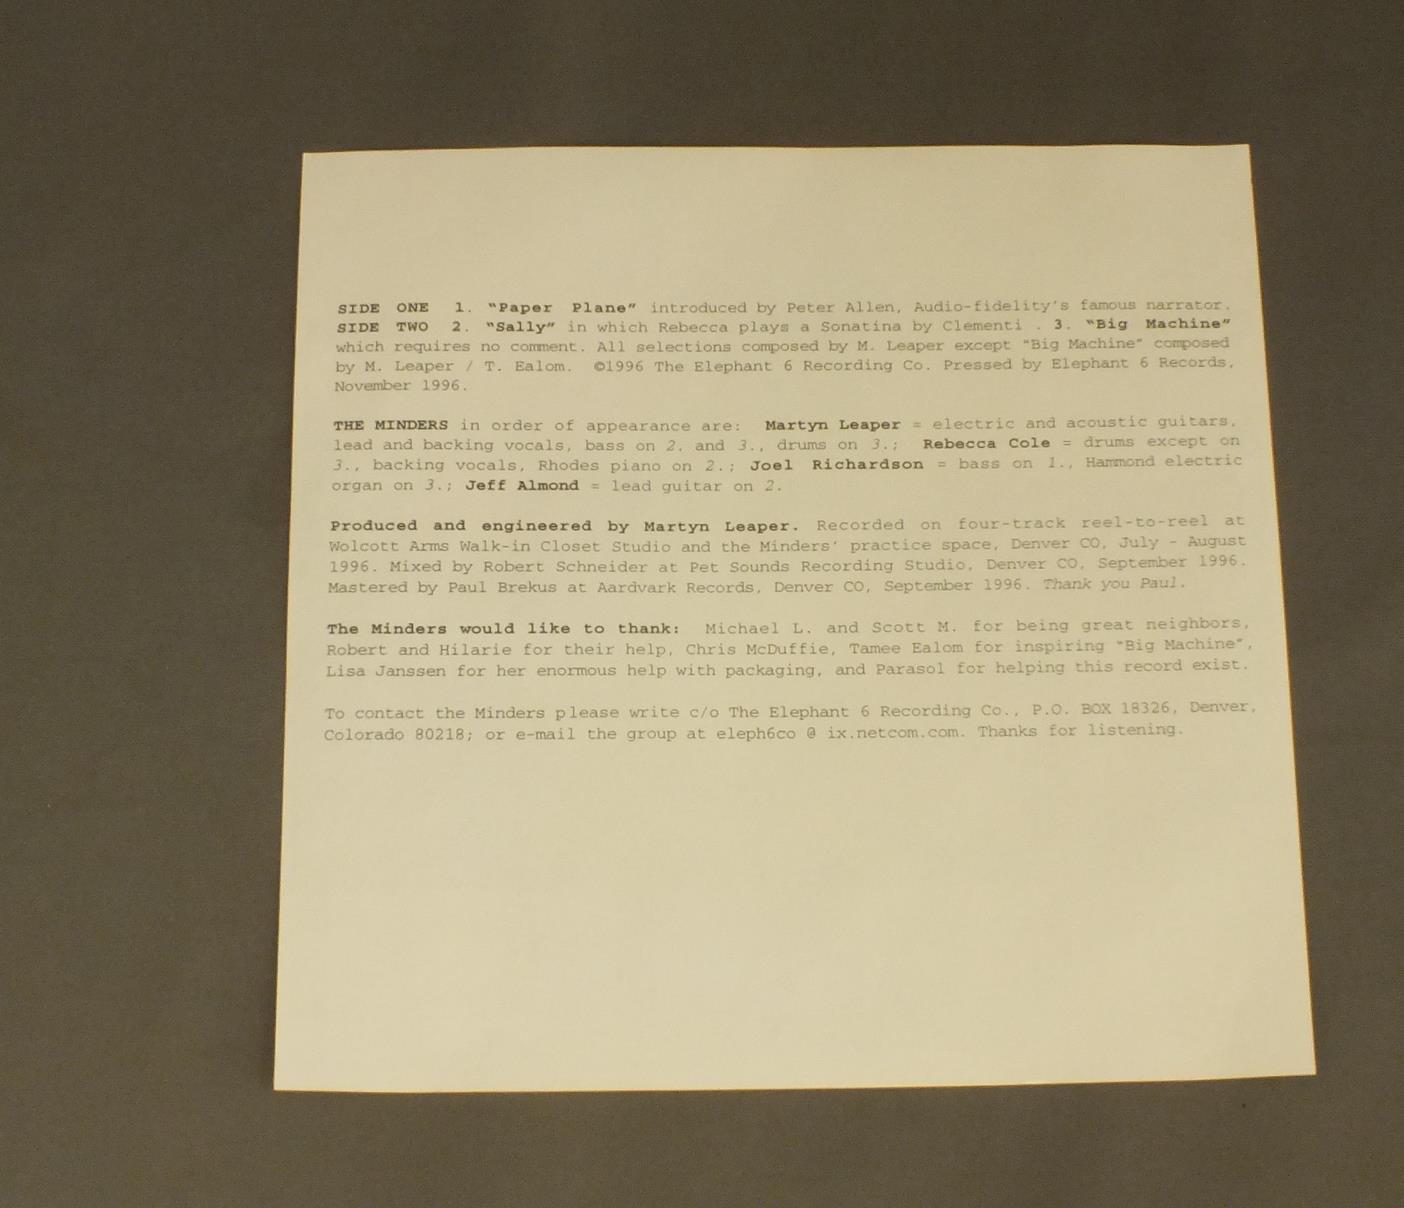 SIDE ONE 1. "Paper Plane" introduced by Peter Allen, Audio-fidelity's famous narrator.
SIDE TWO 2. "Sally" in which Rebecca plays a Sonatina by Clementi . 3. "Big Machine"
which requires no comment. All selections composed by M. Leaper except "Big Machine" composed
by M. Leaper / T. Ealom. ©1996 The Elephant 6 Recording Co. Pressed by Elephant 6 Records,
November 1996.
THE MINDERS in order of appearance are: Martyn Leaper = electric and acoustic guitars,
lead and backing vocals, bass on 2. and 3., drums on 3.; Rebecca Cole = drums except on
3., backing vocals, Rhodes piano on 2.; Joel Richardson = bass on 1., Hammond electric
organ on 3.; Jeff Almond = lead guitar on 2.
Produced and engineered by Martyn Leaper. Recorded on four-track reel-to-reel at
Wolcott Arms Walk-in Closet Studio and the Minders' practice space, Denver CO, July - August
1996. Mixed by Robert Schneider at Pet Sounds Recording Studio, Denver CO, September 1996.
Mastered by Paul Brekus at Aardvark Records, Denver CO, September 1996. Thank you Paul.
The Minders would like to thank: Michael L. and Scott M. for being great neighbors,
Robert and Hilarie for their help, Chris McDuffie, Tamee Ealom for inspiring "Big Machine",
Lisa Janssen for her enormous help with packaging, and Parasol for helping this record exist.
To contact the Minders please write c/o The Elephant 6 Recording Co., P.O. BOX 18326, Denver,
Colorado 80218; or e-mail the group at eleph6co @ ix.netcom.com. Thanks for listening.